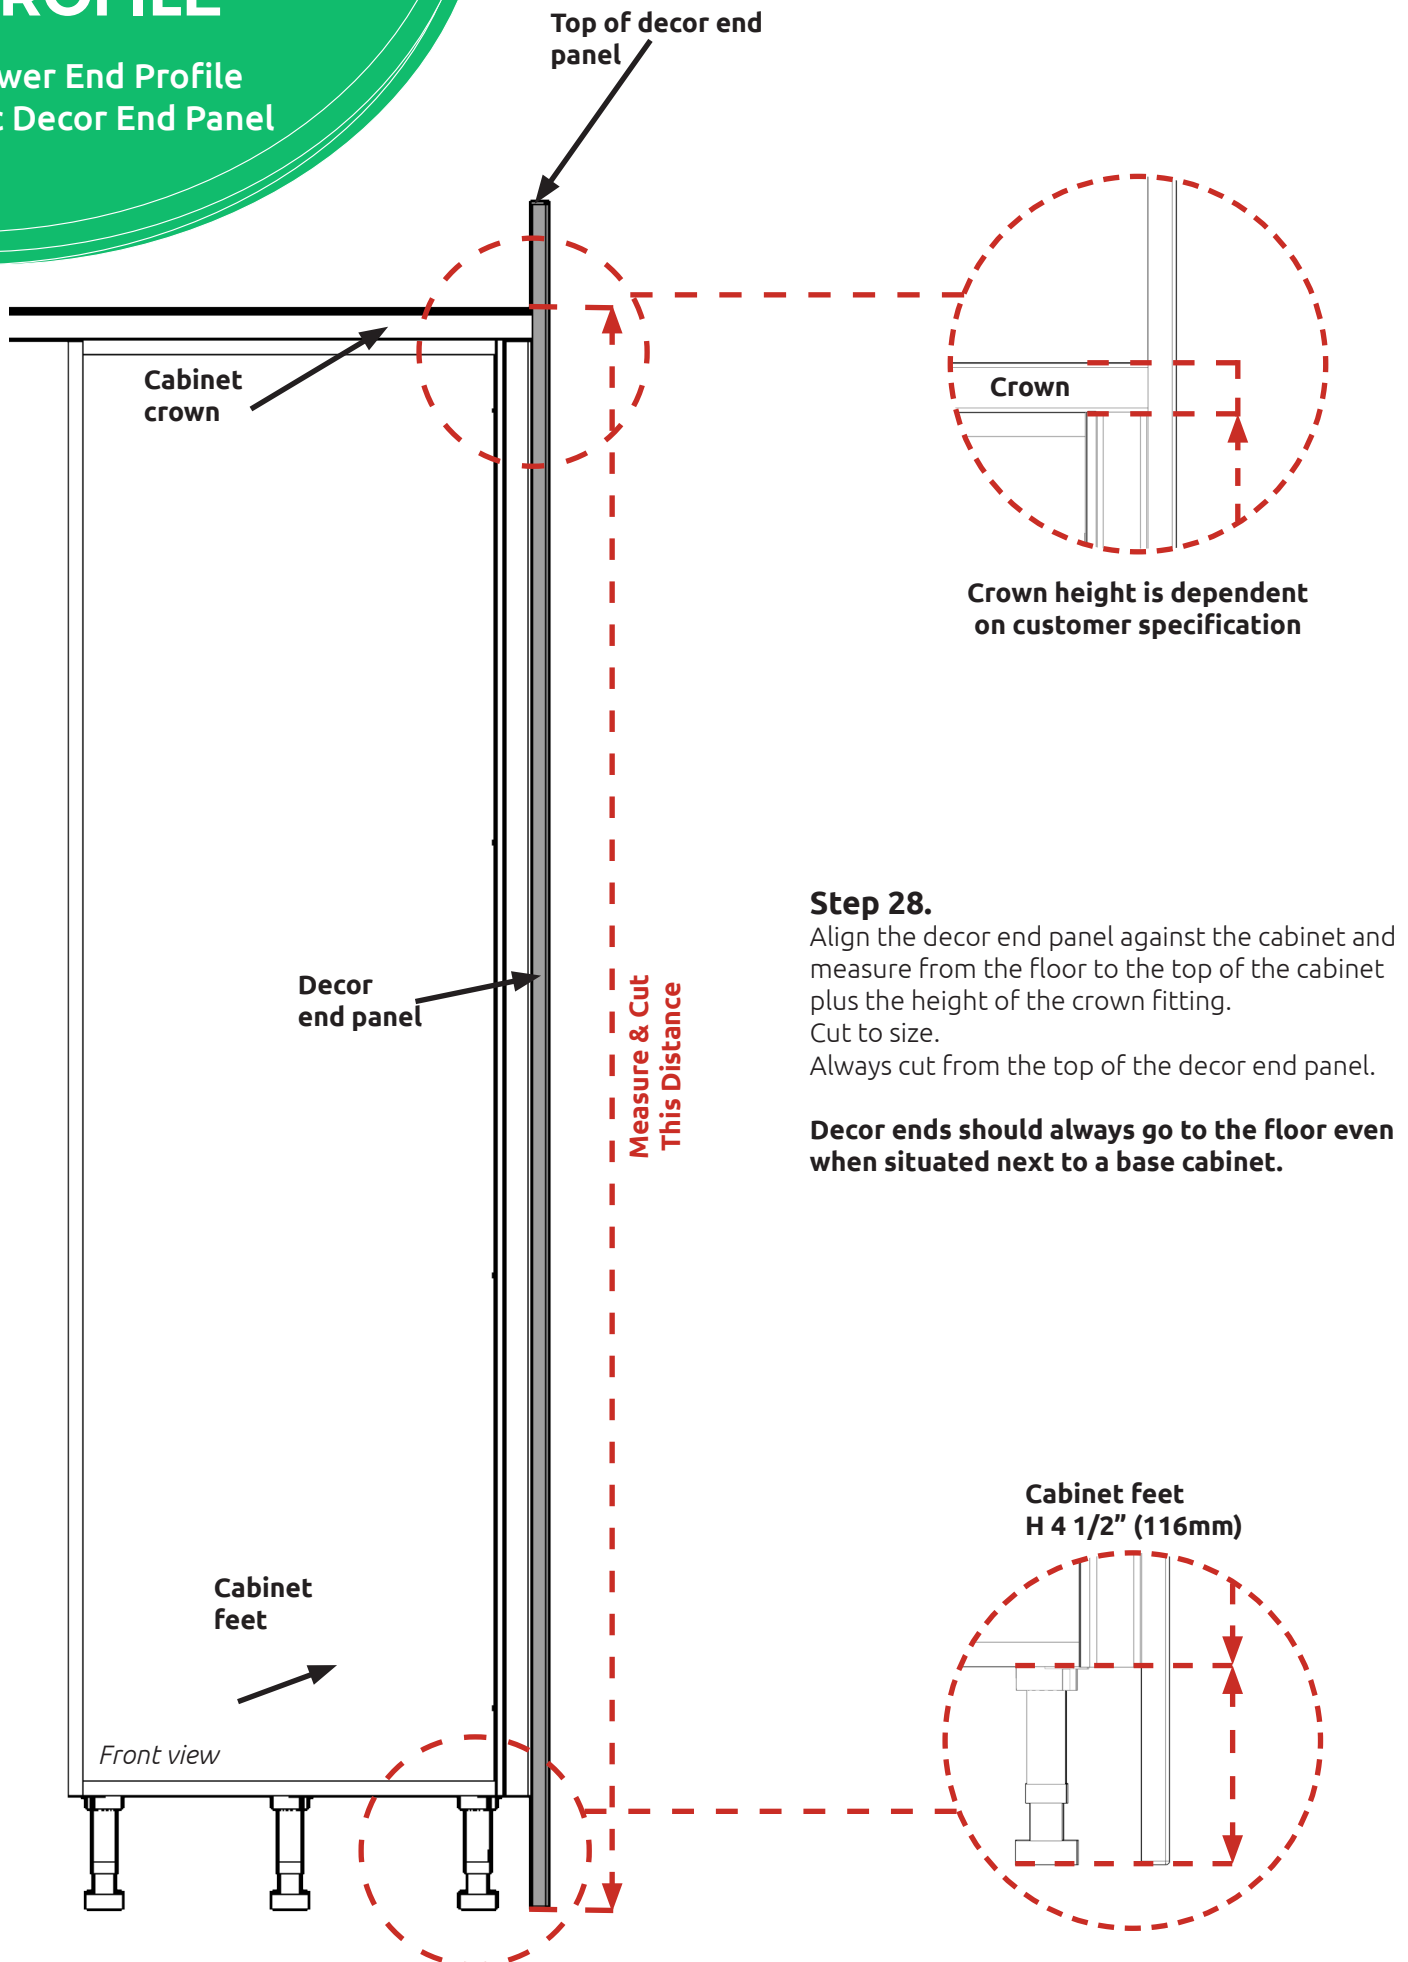 End Profile
Decor End Panel
Top of decor end
panel
Cabinet
crown
Crown
Crown height is dependent
on customer specification
Decor
end panel
Measure & Cut
This Distance
Step 28.
Align the decor end panel against the cabinet and
measure from the floor to the top of the cabinet
plus the height of the crown fitting.
Cut to size.
Always cut from the top of the decor end panel.
Decor ends should always go to the floor even
when situated next to a base cabinet.
Cabinet feet
H 4 1/2” (116mm)
Cabinet
feet
Front view